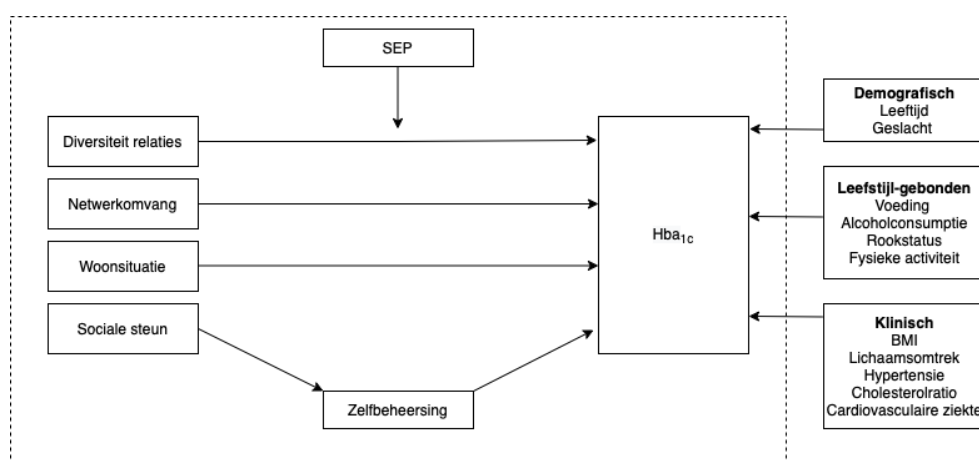 SEP
Diversiteit relaties
Netwerkomvang
Woonsituatie
Sociale steun
Zelfbeheersing
Hba1c
Demografisch
Leeftijd
Geslacht
Leefstijl-gebonden
Voeding
Alcoholconsumptie
Rookstatus
Fysieke activiteit
Klinisch
BMI
Lichaamsomtrek
Hypertensie
Cholesterolratio
Cardiovasculaire ziekte